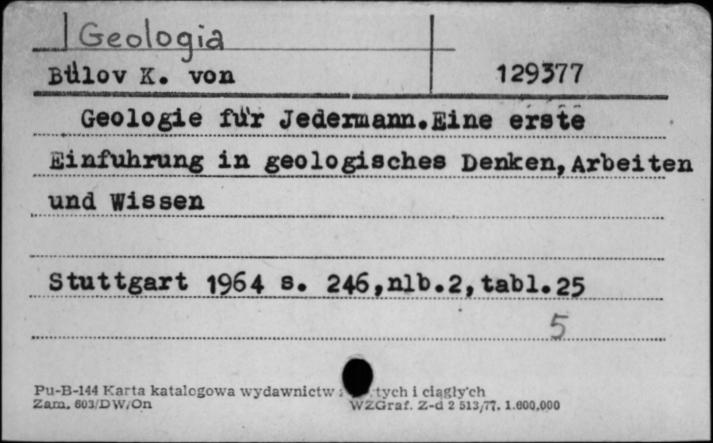 Geologia
Bülov K. von 129377
Geologie für Jedermann.Eine erste
Einfuhrung in geologisches Denken,Arbeiten
und Wissen
Stuttgart 1964 s. 246,nlb.2,tabl.25
5
Pu-B-144 Karta katalogowa wydawnictw tych i ciągłych
Zam. 603/DW/On WZGraf. Z-d 2 513/77. 1.600.000